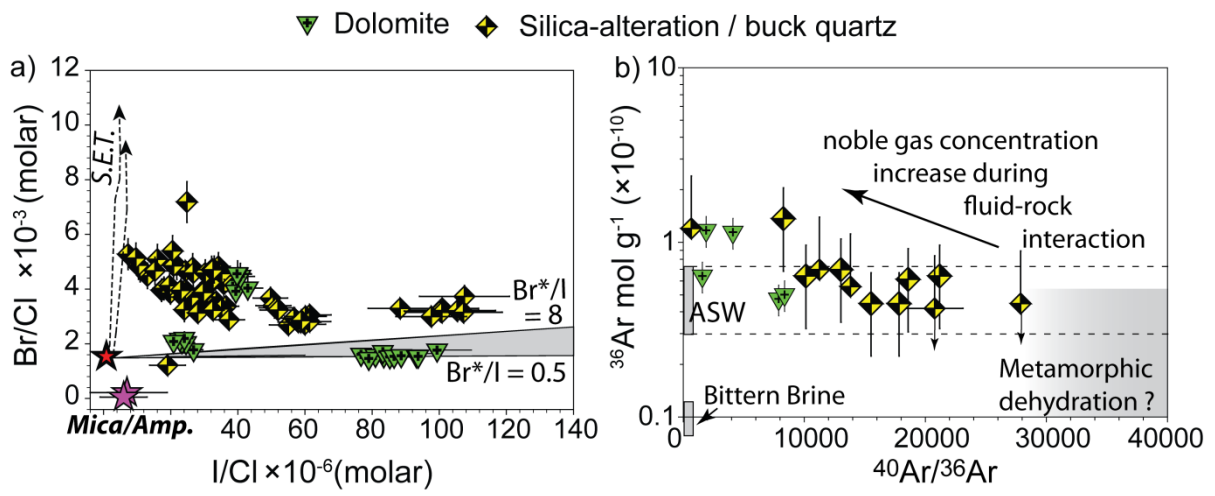 Dolomite Silica-alteration / buck quartz
a)
12
10
8
6
4
2
0
Br/Cl ×10⁻³ (molar)
S.E.T.
Br*/I
= 8
Br*/I = 0.5
Mica/Amp.
40 60 80 100 120 140
I/Cl ×10⁻⁶ (molar)
b)
10
1
0.1
³⁶Ar mol g⁻¹ (×10⁻¹⁰)
noble gas concentration
increase during
fluid-rock
interaction
ASW
Bittern Brine
Metamorphic
dehydration ?
0 10000 20000 30000 40000
⁴⁰Ar/³⁶Ar